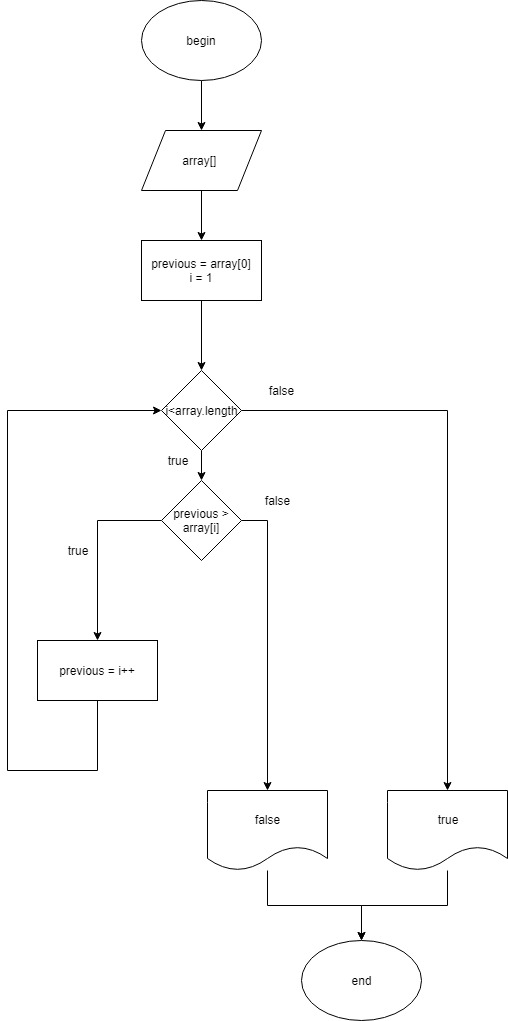 begin
array[]
previous = array[0]
i = 1
false
i<array.length
true
false
previous >
array[i]
true
previous = i++
false
true
end